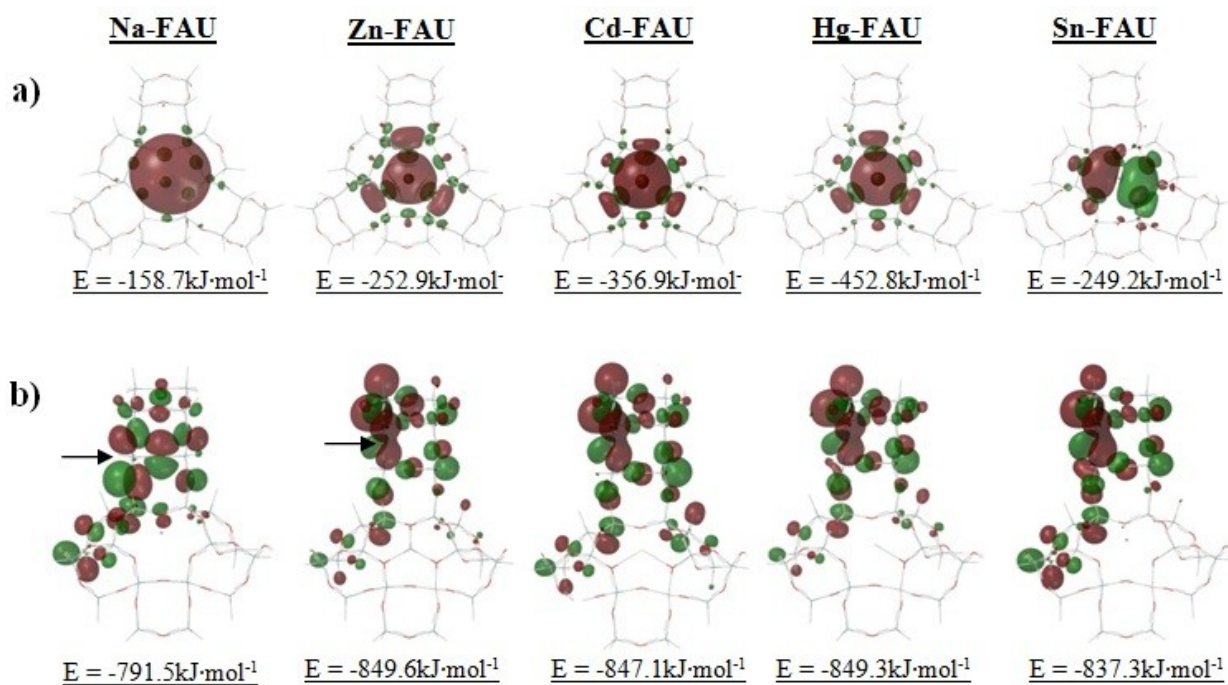 Na-FAU Zn-FAU Cd-FAU Hg-FAU Sn-FAU
a)
E = -158.7kJ·mol⁻¹ E = -252.9kJ·mol⁻ E = -356.9kJ·mol⁻ E = -452.8kJ·mol⁻¹ E = -249.2kJ·mol⁻¹
b)
E = -791.5kJ·mol⁻¹ E = -849.6kJ·mol⁻¹ E = -847.1kJ·mol⁻¹ E = -849.3kJ·mol⁻¹ E = -837.3kJ·mol⁻¹